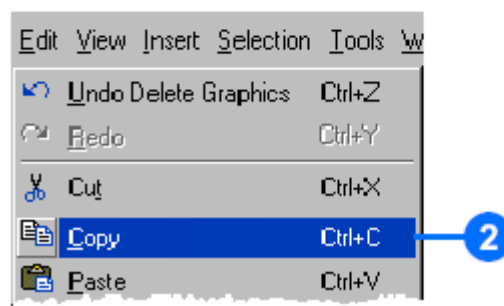 Edit View Insert Selection Tools W
Undo Delete Graphics Ctrl+Z
Redo Ctrl+Y
Cut Ctrl+X
Copy Ctrl+C 2
Paste Ctrl+V